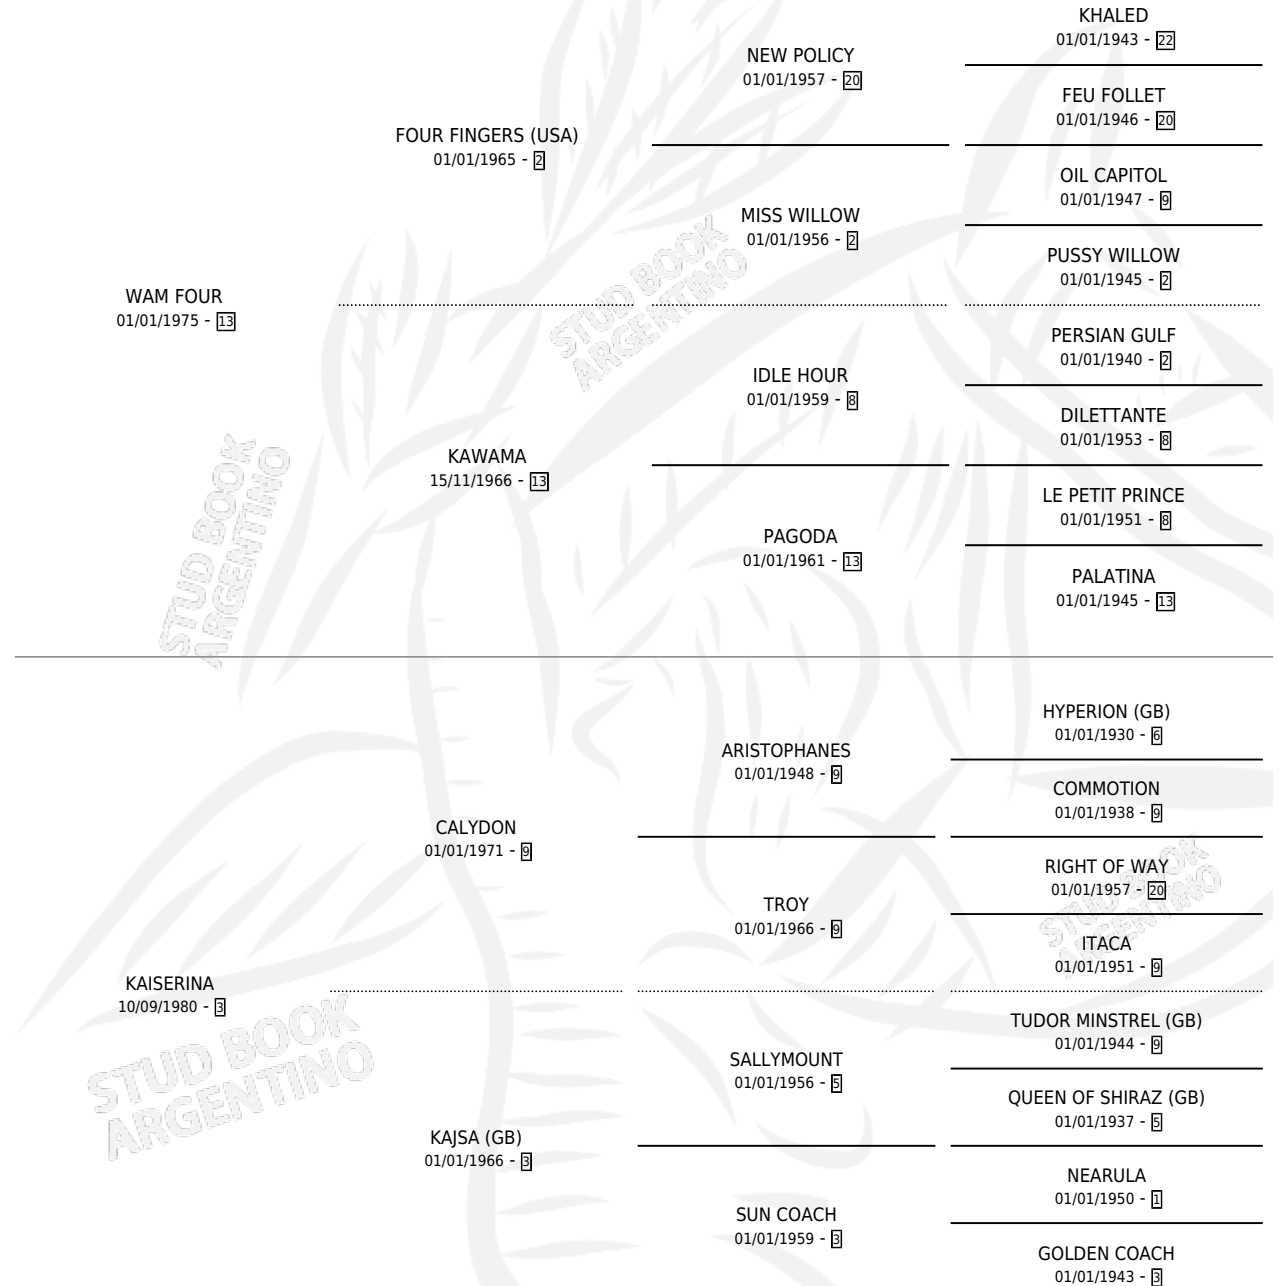 KHALED
01/01/1943 - 22
NEW POLICY
01/01/1957 - 20
FEU FOLLET
01/01/1946 - 20
FOUR FINGERS (USA)
01/01/1965 - 2
OIL CAPITOL
01/01/1947 - 9
MISS WILLOW
01/01/1956 - 2
PUSSY WILLOW
01/01/1945 - 2
WAM FOUR
01/01/1975 - 13
PERSIAN GULF
01/01/1940 - 2
IDLE HOUR
01/01/1959 - 8
DILETTANTE
01/01/1953 - 8
KAWAMA
15/11/1966 - 13
LE PETIT PRINCE
01/01/1951 - 8
PAGODA
01/01/1961 - 13
PALATINA
01/01/1945 - 13
HYPERION (GB)
01/01/1930 - 6
ARISTOPHANES
01/01/1948 - 9
COMMOTION
01/01/1938 - 9
CALYDON
01/01/1971 - 9
RIGHT OF WAY
01/01/1957 - 20
TROY
01/01/1966 - 9
ITACA
01/01/1951 - 9
KAISERINA
10/09/1980 - 3
TUDOR MINSTREL (GB)
01/01/1944 - 9
SALLYMOUNT
01/01/1956 - 5
QUEEN OF SHIRAZ (GB)
01/01/1937 - 5
KAJSA (GB)
01/01/1966 - 3
NEARULA
01/01/1950 - 1
SUN COACH
01/01/1959 - 3
GOLDEN COACH
01/01/1943 - 3
STUD BOOK
ARGENTINO
STUD BOOK
ARGENTINO
STUD BOOK
ARGENTINO
STUD BOOK
ARGENTINO